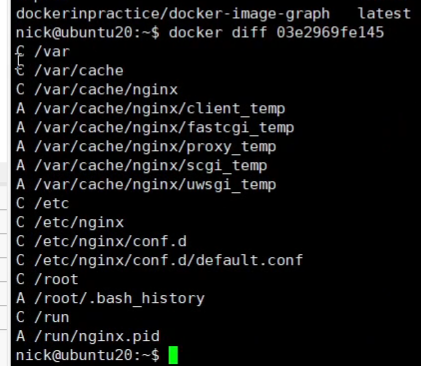 dockerinpractice/docker-image-graph latest
nick@ubuntu20:~$ docker diff 03e2969fe145
C /var
C /var/cache
C /var/cache/nginx
A /var/cache/nginx/client_temp
A /var/cache/nginx/fastcgi_temp
A /var/cache/nginx/proxy_temp
A /var/cache/nginx/scgi_temp
A /var/cache/nginx/uwsgi_temp
C /etc
C /etc/nginx
C /etc/nginx/conf.d
C /etc/nginx/conf.d/default.conf
C /root
A /root/.bash_history
C /run
A /run/nginx.pid
nick@ubuntu20:~$